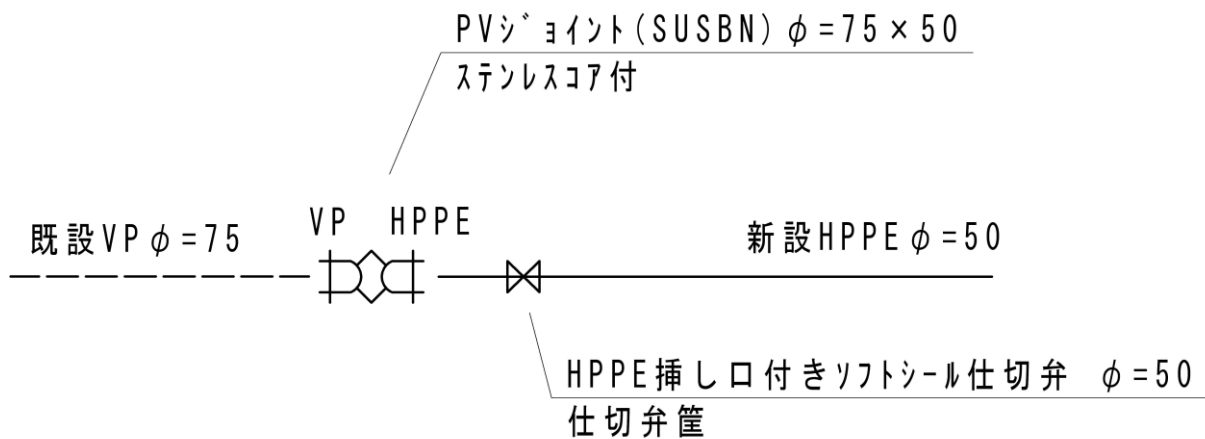 PVｼﾞｮｲﾝﾄ(SUSBN)φ=75×50
ｽﾃﾝﾚｽｺｱ付
VP HPPE
既設VPφ=75
新設HPPEφ=50
HPPE挿し口付きｿﾌﾄｼｰﾙ仕切弁　φ=50
仕切弁筐